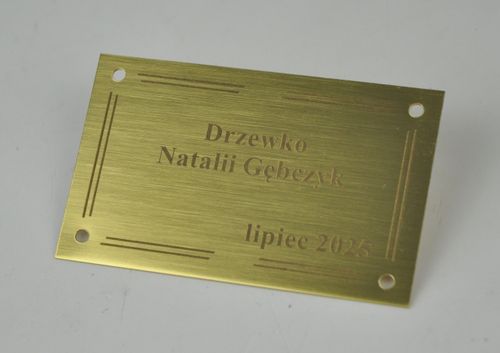 Drzewko
Natalii Gębczyk
lipiec 2025